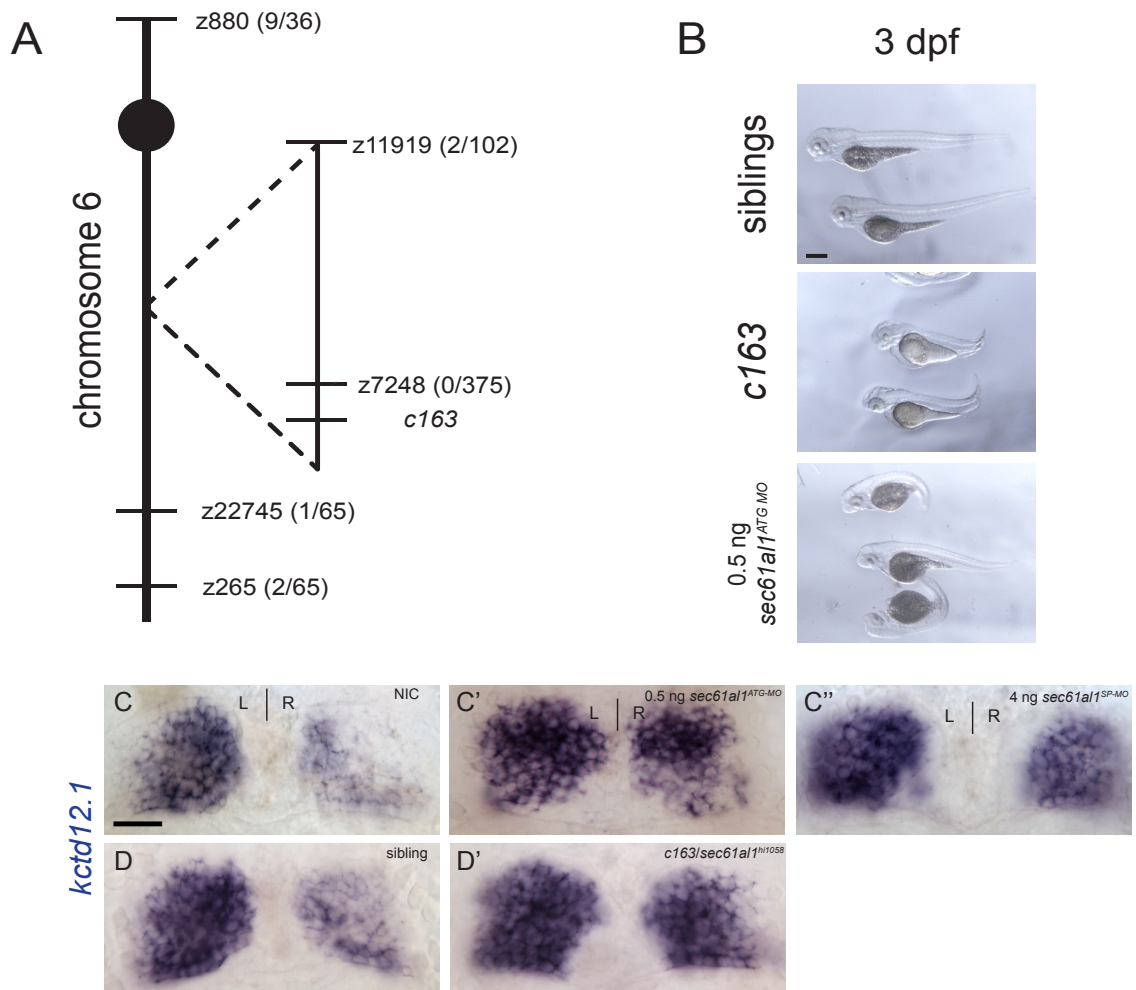 A
z880 (9/36)
chromosome 6
z11919 (2/102)
z7248 (0/375)
c163
z22745 (1/65)
z265 (2/65)
B
3 dpf
siblings
c163
0.5 ng
sec61al1ATG MO
kctd12.1
C
L
R
NIC
C'
L
R
0.5 ng sec61al1ATG-MO
C''
L
R
4 ng sec61al1SP-MO
D
sibling
D'
c163/sec61al1hi1058